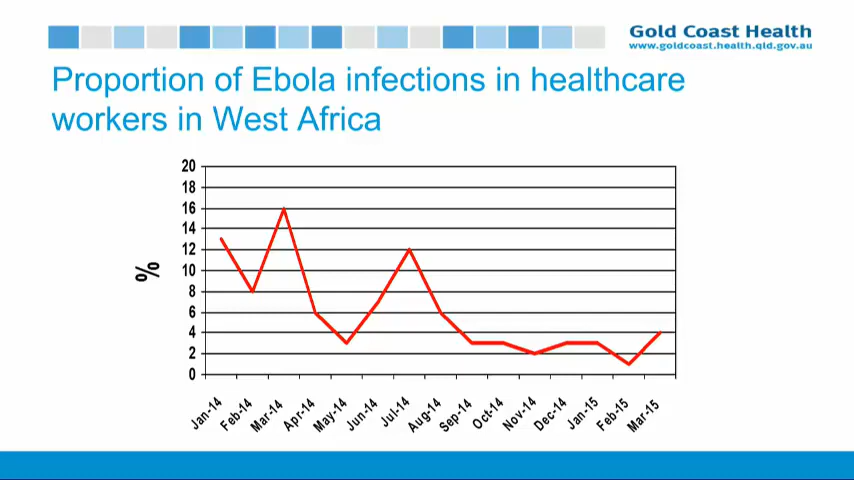 Gold Coast Health
www.goldcoast.health.qld.gov.au
Proportion of Ebola infections in healthcare
workers in West Africa
20
18
16
14
12
10
8
6
4
2
0
%
Jan-14
Feb-14
Mar-14
Apr-14
May-14
Jun-14
Jul-14
Aug-14
Sep-14
Oct-14
Nov-14
Dec-14
Jan-15
Feb-15
Mar-15